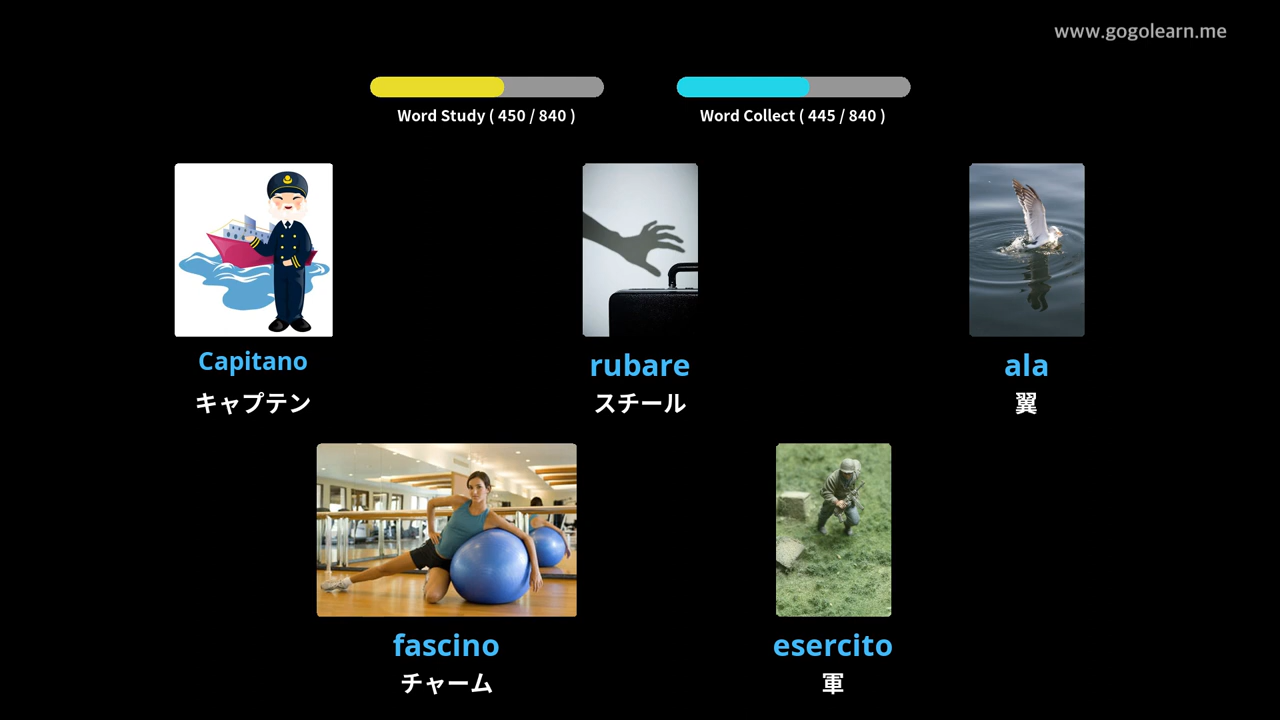 www.gogolearn.me
Word Study ( 450 / 840 )
Word Collect ( 445 / 840 )
Capitano
キャプテン
rubare
スチール
ala
翼
fascino
チャーム
esercito
軍